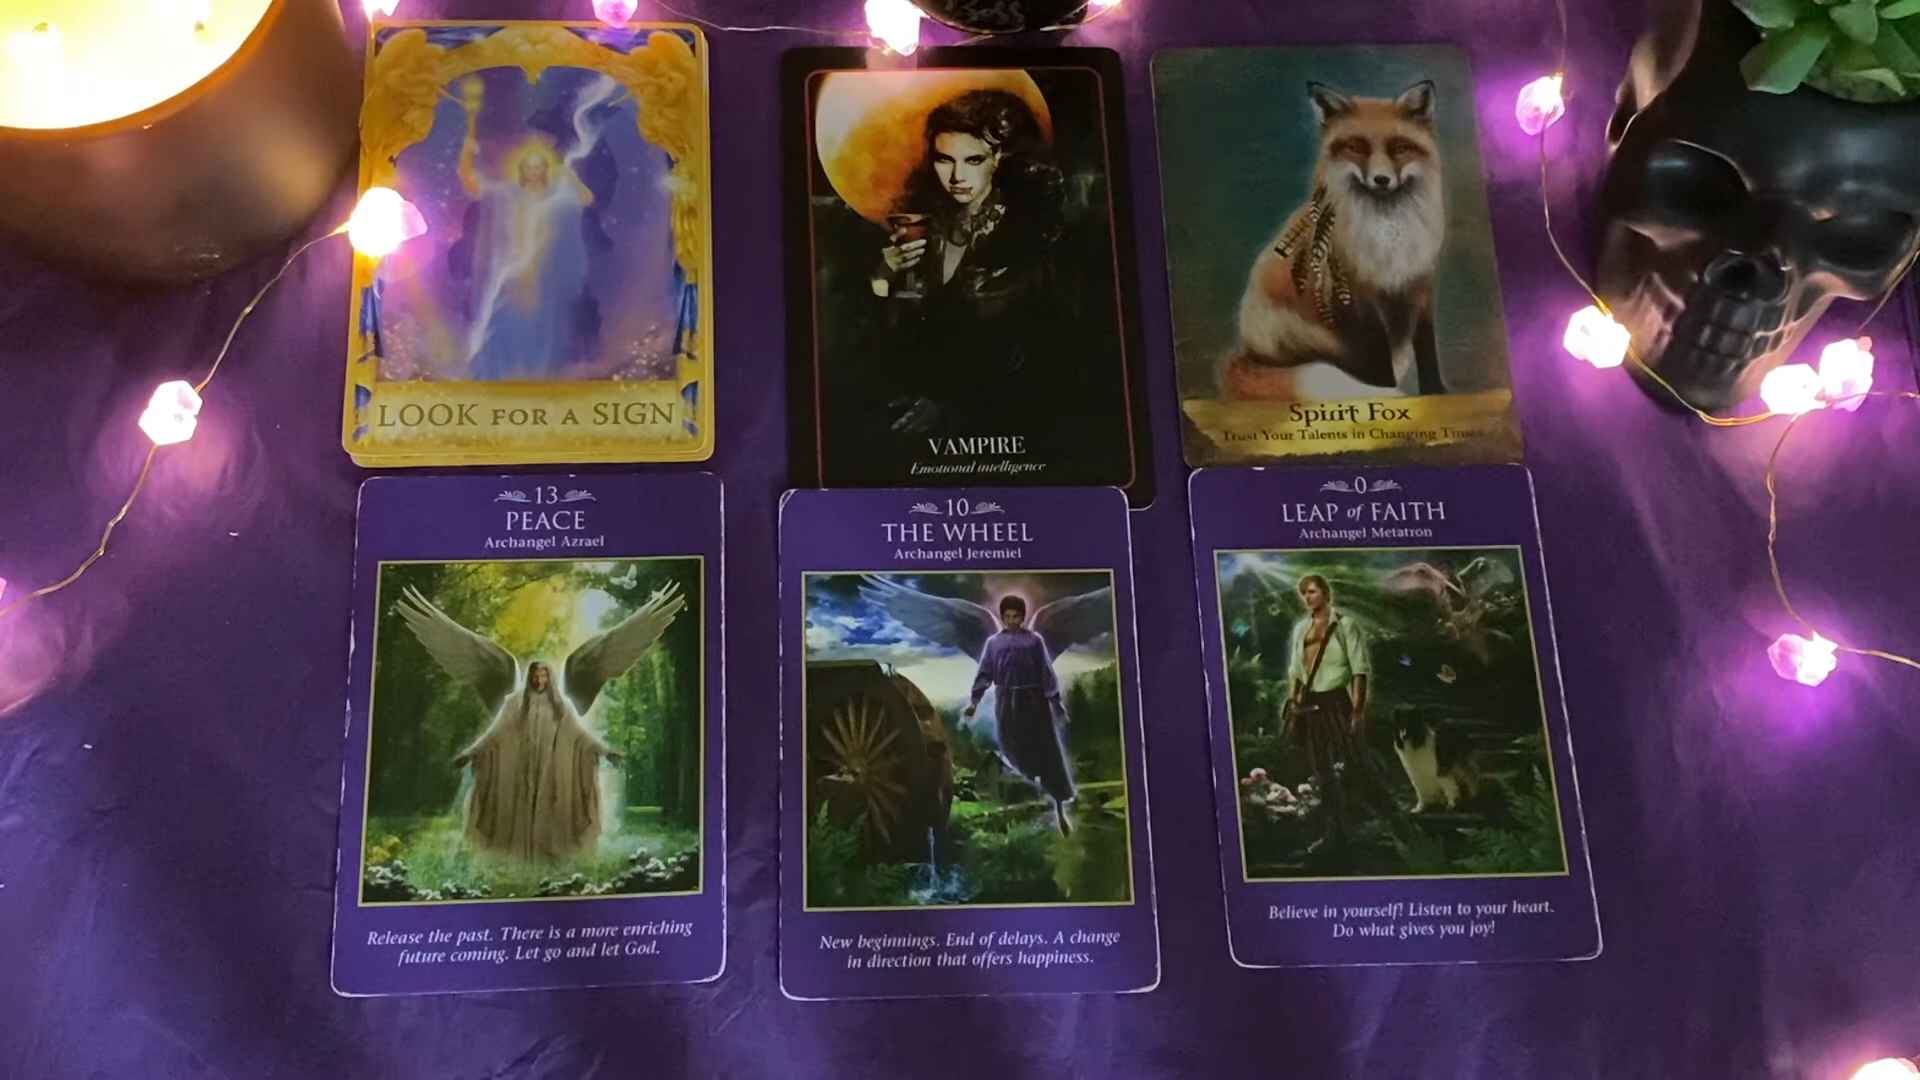 Boss
LOOK FOR A SIGN
VAMPIRE
Emotional intelligence
Spirit Fox
Trust Your Talents in Changing Times
13
PEACE
Archangel Azrael
Release the past. There is a more enriching
future coming. Let go and let God.
10
THE WHEEL
Archangel Jeremiel
New beginnings. End of delays. A change
in direction that offers happiness.
0
LEAP of FAITH
Archangel Metatron
Believe in yourself! Listen to your heart.
Do what gives you joy!